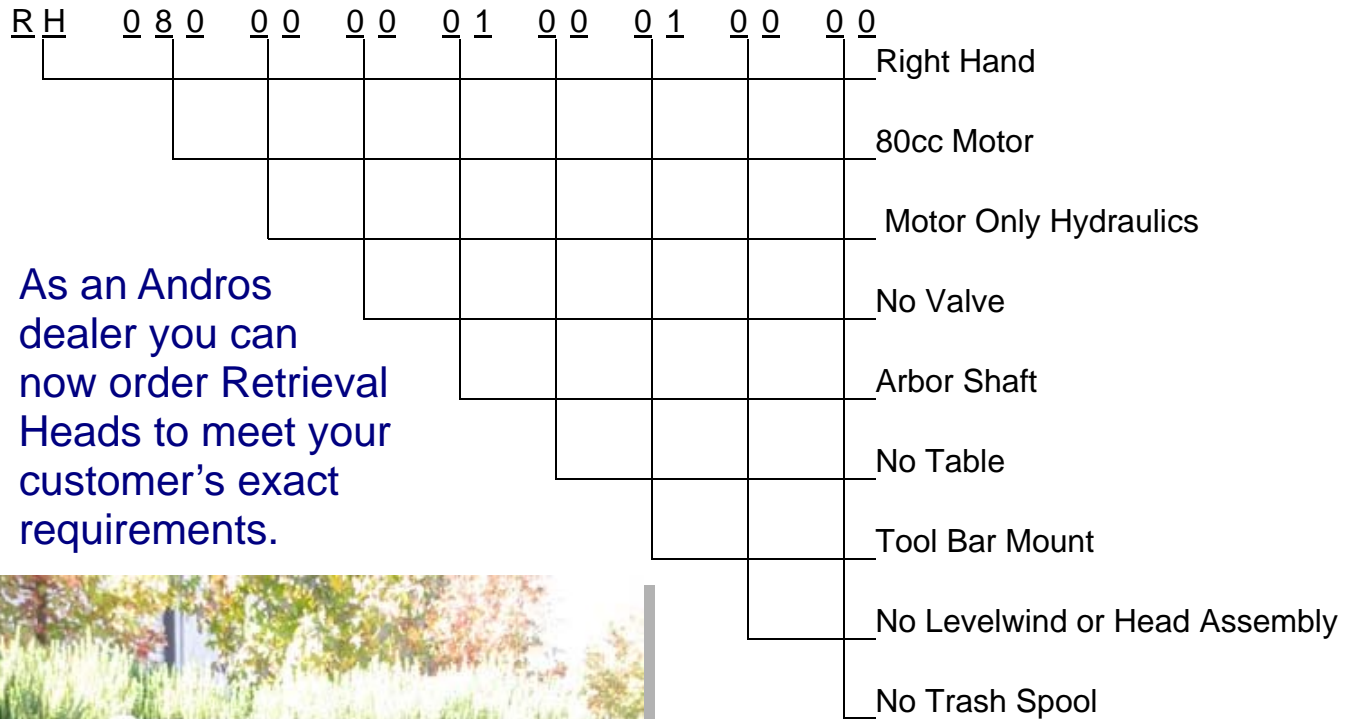 RH 080 00 00 01 00 01 00 00
Right Hand
80cc Motor
Motor Only Hydraulics
No Valve
Arbor Shaft
No Table
Tool Bar Mount
No Levelwind or Head Assembly
No Trash Spool
As an Andros
dealer you can
now order Retrieval
Heads to meet your
customer’s exact
requirements.